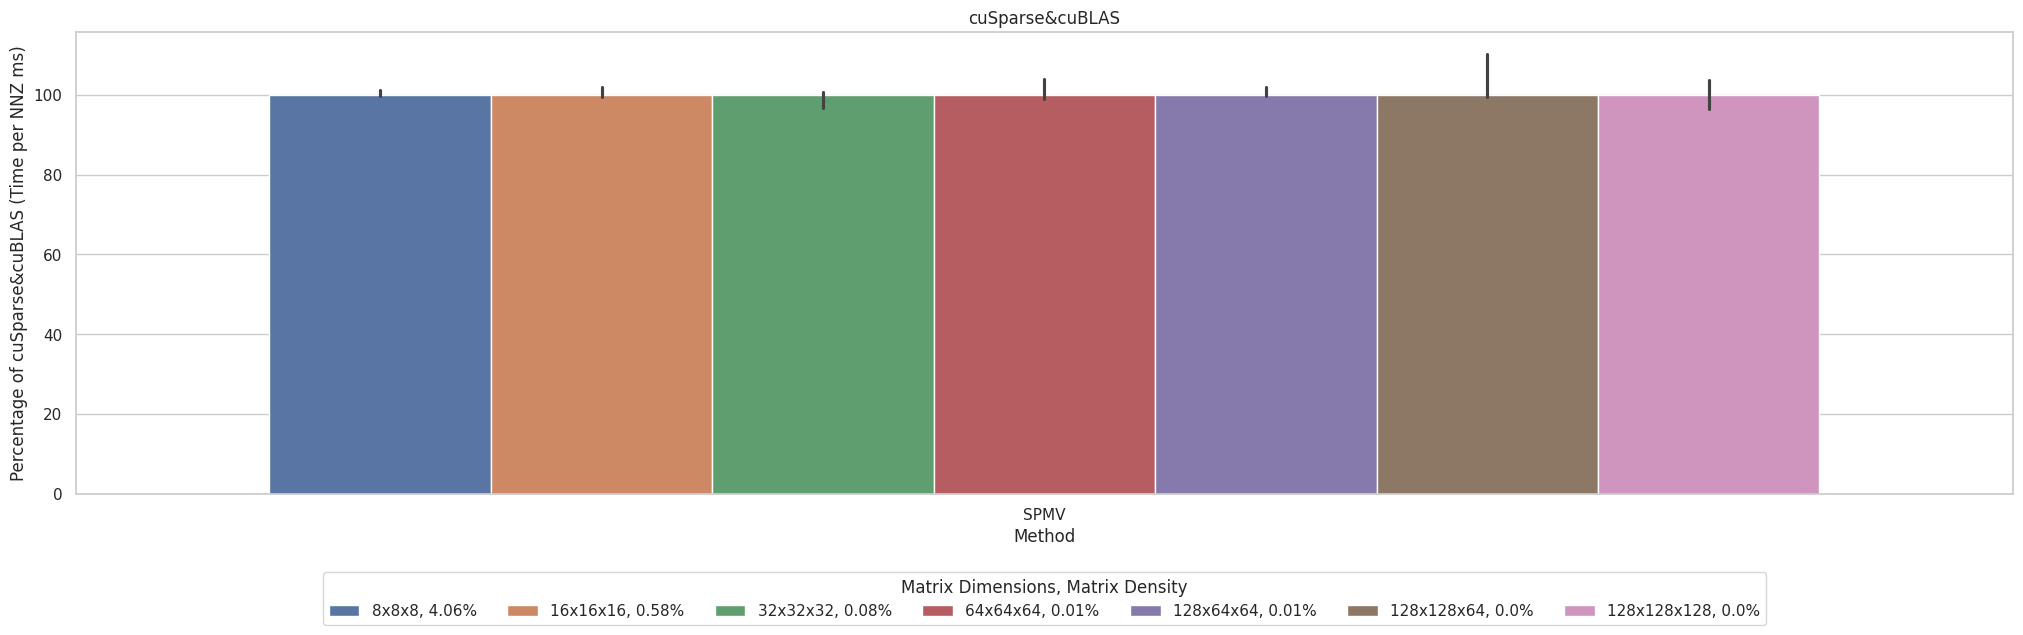 cuSparse&cuBLAS
Percentage of cuSparse&cuBLAS (Time per NNZ ms)
100
80
60
40
20
0
SPMV
Method
Matrix Dimensions, Matrix Density
8x8x8, 4.06% 16x16x16, 0.58% 32x32x32, 0.08% 64x64x64, 0.01% 128x64x64, 0.01% 128x128x64, 0.0% 128x128x128, 0.0%